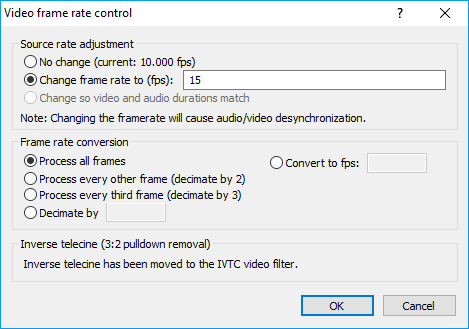 Video frame rate control
Source rate adjustment
No change (current: 10.000 fps)
Change frame rate to (fps): 15
Change so video and audio durations match
Note: Changing the framerate will cause audio/video desynchronization.
Frame rate conversion
Process all frames
Convert to fps:
Process every other frame (decimate by 2)
Process every third frame (decimate by 3)
Decimate by
Inverse telecine (3:2 pulldown removal)
Inverse telecine has been moved to the IVTC video filter.
OK Cancel